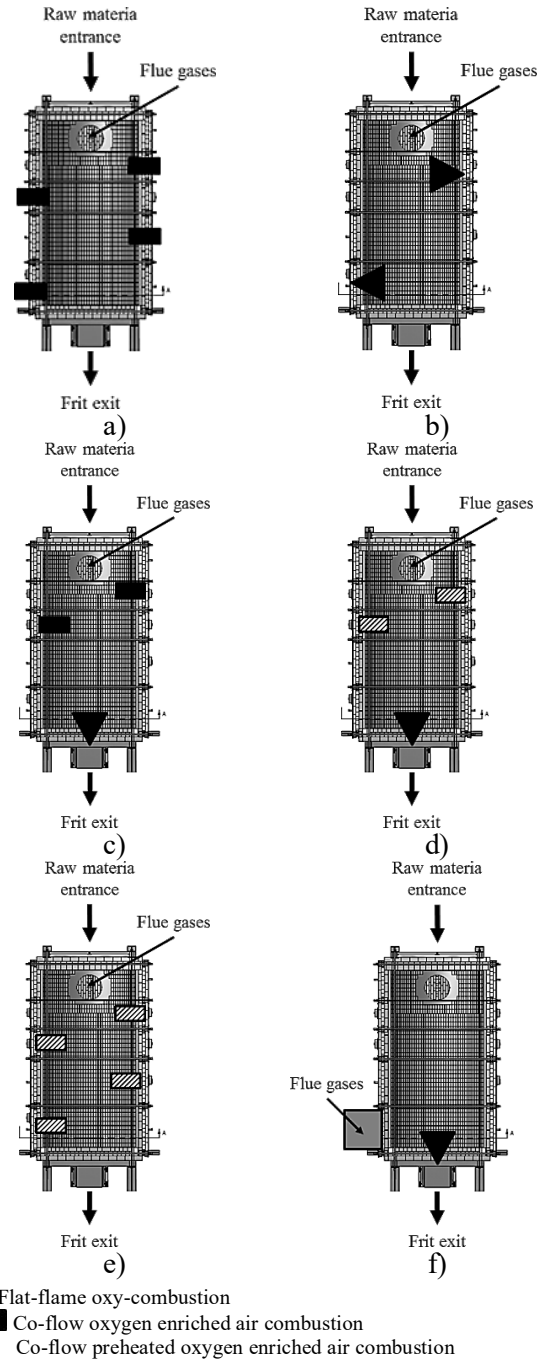 Raw materia
entrance
Flue gases
A
Frit exit
a)
Raw materia
entrance
Flue gases
A
Frit exit
b)
Raw materia
entrance
Flue gases
A
Frit exit
c)
Raw materia
entrance
Flue gases
A
Frit exit
d)
Raw materia
entrance
Flue gases
A
Frit exit
e)
Raw materia
entrance
Flue gases
A
Frit exit
f)
Flat-flame oxy-combustion
Co-flow oxygen enriched air combustion
Co-flow preheated oxygen enriched air combustion